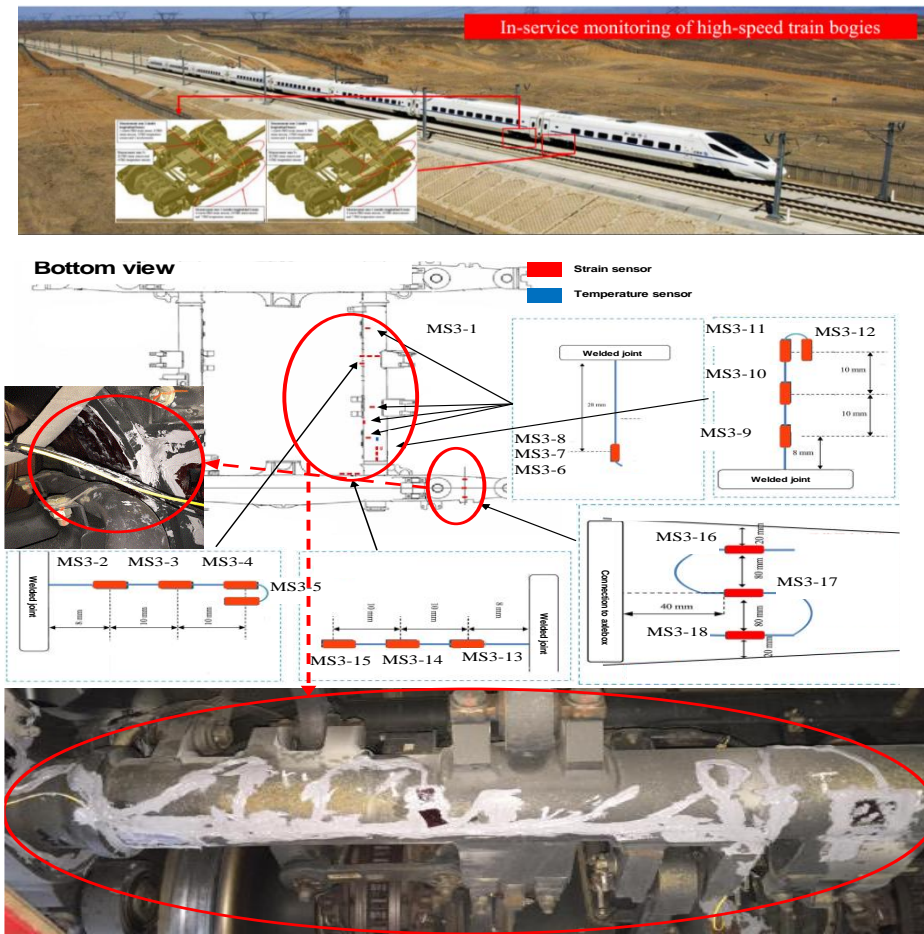 In-service monitoring of high-speed train bogies
Bottom view
Strain sensor
Temperature sensor
MS3-1
Welded joint
28 mm
MS3-8
MS3-7
MS3-6
MS3-11
MS3-12
MS3-10
MS3-9
10 mm
10 mm
8 mm
Welded joint
MS3-2
MS3-3
MS3-4
MS3-5
Welded joint
8 mm
10 mm
10 mm
10 mm
10 mm
8 mm
MS3-15
MS3-14
MS3-13
Welded joint
MS3-16
MS3-17
MS3-18
Connection to axlebox
40 mm
20 mm
80 mm
80 mm
20 mm